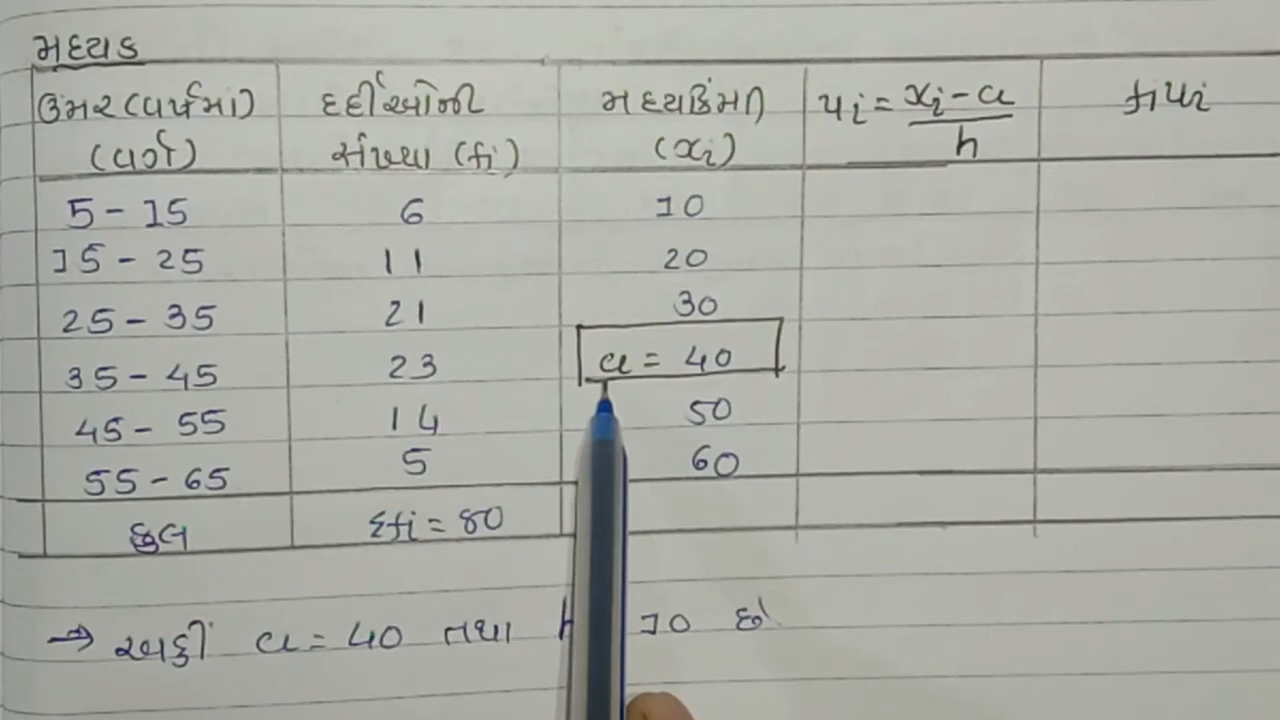 મધ્યક
ઉંમર (વર્ષમાં) દર્દીઓની મધ્યકિંમત ui = xi - a / h fiui
(વર્ગ) સંખ્યા (fi) (xi)
5 - 15 6 10
15 - 25 11 20
25 - 35 21 30
35 - 45 23 a = 40
45 - 55 14 50
55 - 65 5 60
કુલ Σfi = 80
→ અહીં a = 40 તથા h 10 છે